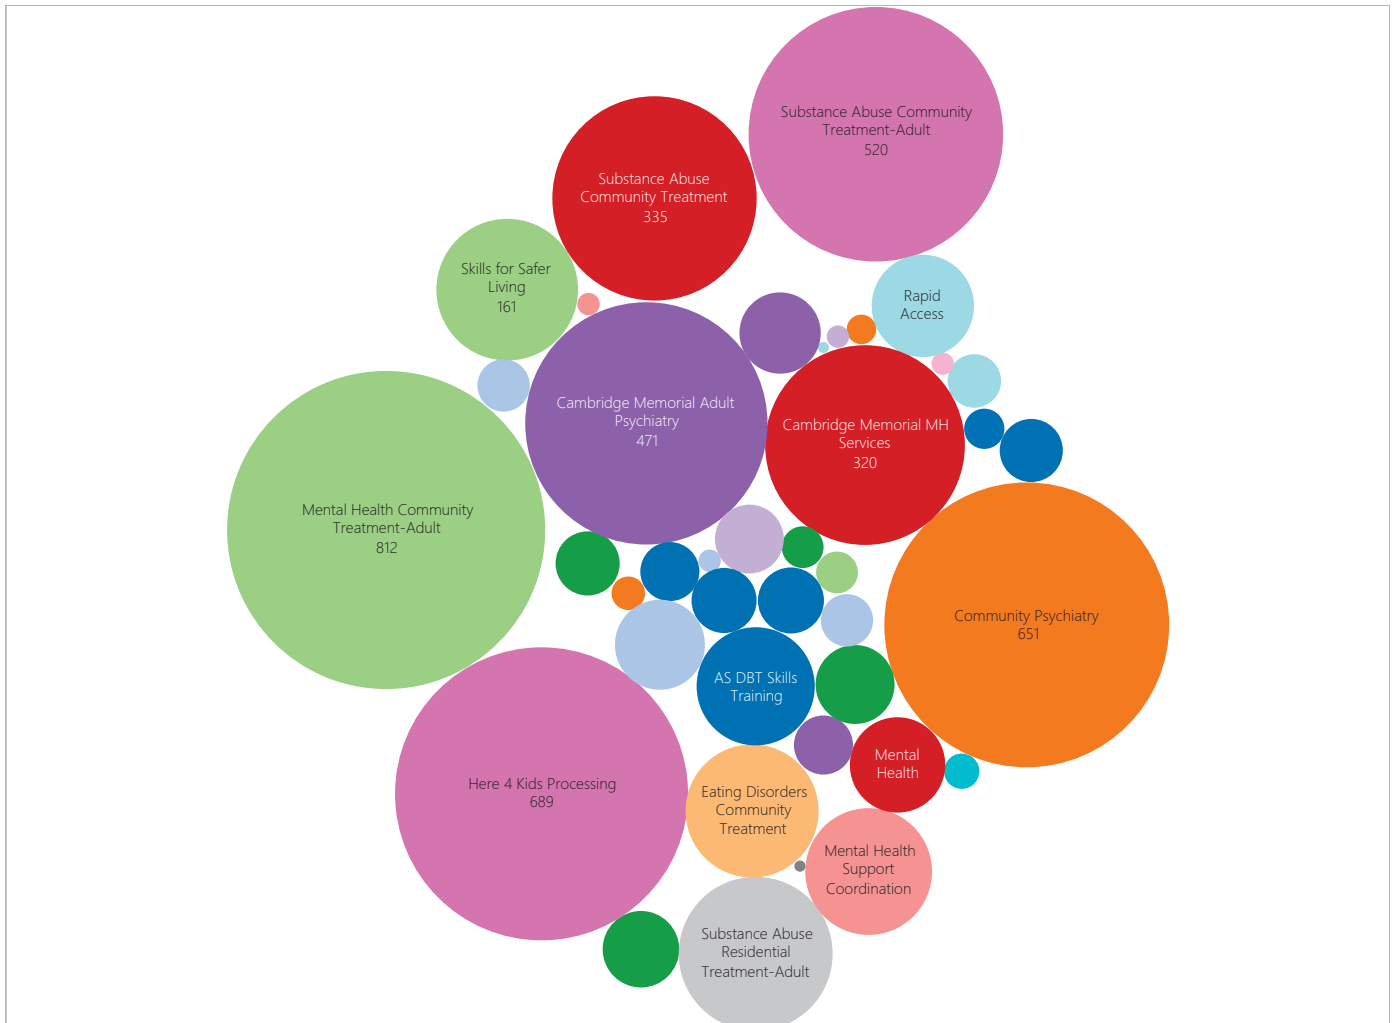 Substance Abuse Community
Treatment-Adult
520
Substance Abuse
Community Treatment
335
Skills for Safer
Living
161
Rapid
Access
Cambridge Memorial Adult
Psychiatry
471
Cambridge Memorial MH
Services
320
Mental Health Community
Treatment-Adult
812
Community Psychiatry
651
AS DBT Skills
Training
Mental
Health
Here 4 Kids Processing
689
Eating Disorders
Community
Treatment
Mental Health
Support
Coordination
Substance Abuse
Residential
Treatment-Adult